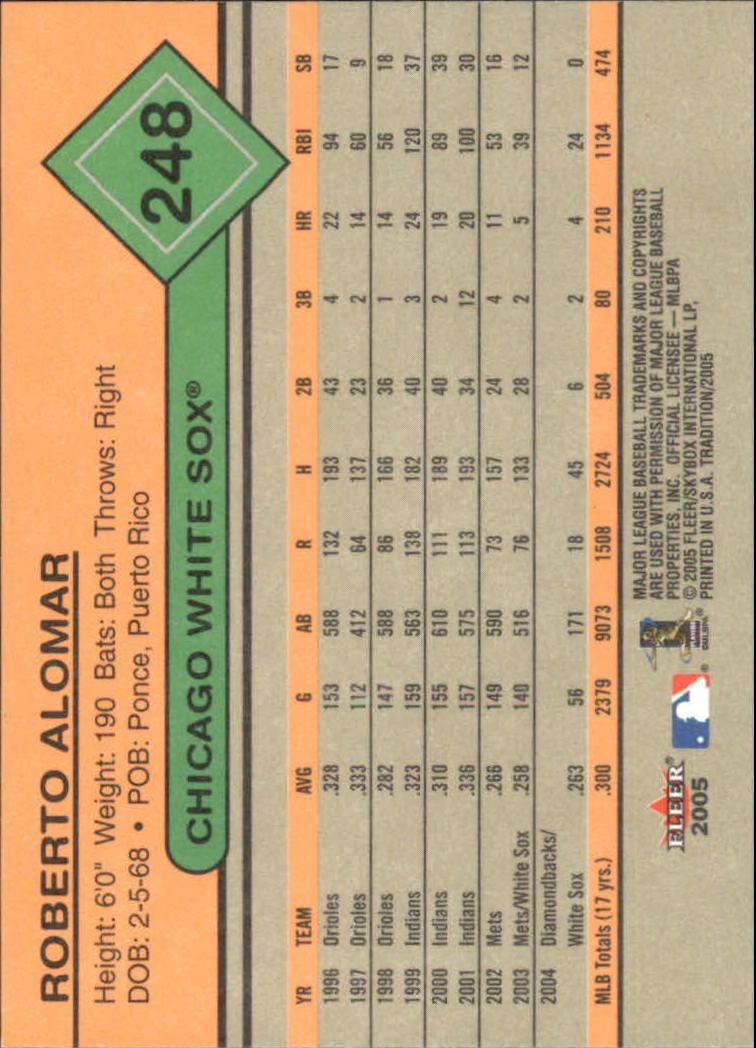 ROBERTO ALOMAR
Height: 6'0" Weight: 190 Bats: Both Throws: Right
DOB: 2-5-68 • POB: Ponce, Puerto Rico
248
CHICAGO WHITE SOX®
YR TEAM AVG G AB R H 2B 3B HR RBI SB
1996 Orioles .328 153 588 132 193 43 4 22 94 17
1997 Orioles .333 112 412 64 137 23 2 14 60 9
1998 Orioles .282 147 588 86 166 36 1 14 56 18
1999 Indians .323 159 563 138 182 40 3 24 120 37
2000 Indians .310 155 610 111 189 40 2 19 89 39
2001 Indians .336 157 575 113 193 34 12 20 100 30
2002 Mets .266 149 590 73 157 24 4 11 53 16
2003 Mets/White Sox .258 140 516 76 133 28 2 5 39 12
2004 Diamondbacks/
White Sox .263 56 171 18 45 6 2 4 24 0
MLB Totals (17 yrs.) .300 2379 9073 1508 2724 504 80 210 1134 474
FLEER®
2005
®
MAJOR LEAGUE BASEBALL TRADEMARKS AND COPYRIGHTS
ARE USED WITH PERMISSION OF MAJOR LEAGUE BASEBALL
PROPERTIES, INC. OFFICIAL LICENSEE — MLBPA
© 2005 FLEER/SKYBOX INTERNATIONAL LP,
PRINTED IN U.S.A. TRADITION/2005